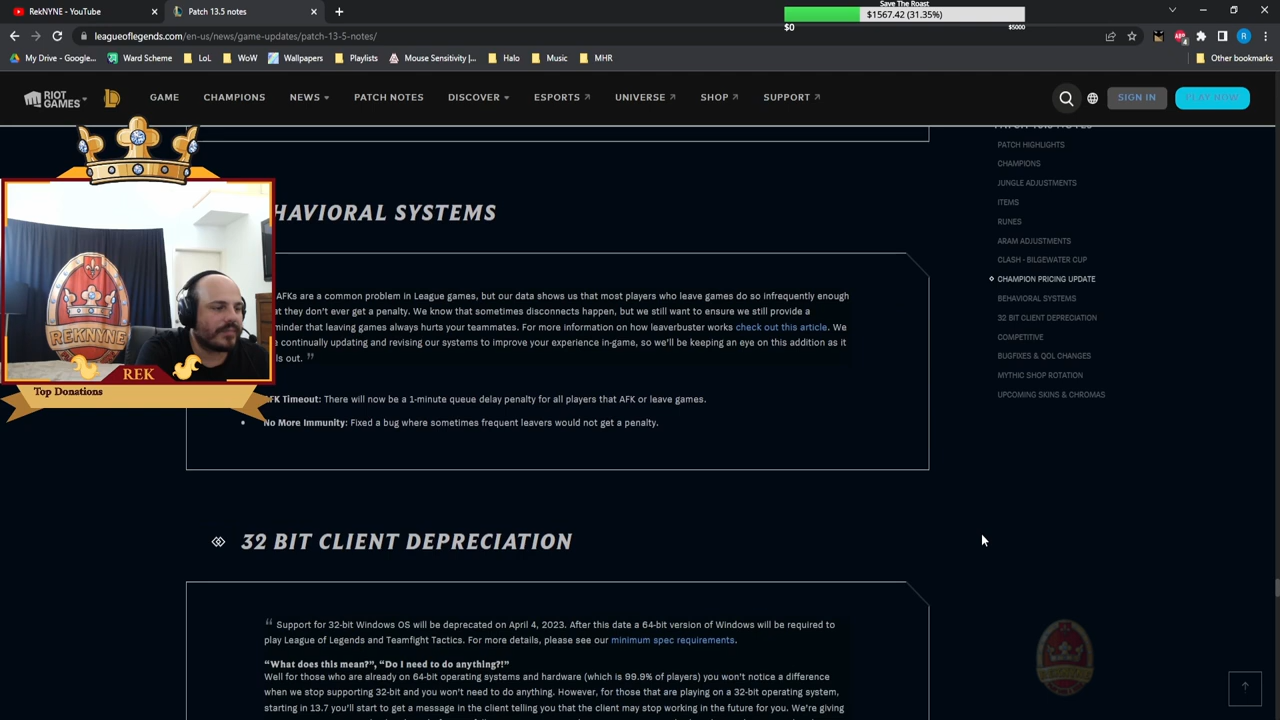 RekNYNE - YouTube
Patch 13.5 notes
Save The Roast
$1567.42 (31.35%)
$0
$5000
leagueoflegends.com/en-us/news/game-updates/patch-13-5-notes/
My Drive - Google...
Ward Scheme
LoL
WoW
Wallpapers
Playlists
Mouse Sensitivity |...
Halo
Music
MHR
Other bookmarks
RIOT GAMES
GAME
CHAMPIONS
NEWS
PATCH NOTES
DISCOVER
ESPORTS
UNIVERSE
SHOP
SUPPORT
SIGN IN
PLAY NOW
PATCH HIGHLIGHTS
CHAMPIONS
JUNGLE ADJUSTMENTS
ITEMS
RUNES
ARAM ADJUSTMENTS
CLASH - BILGEWATER CUP
CHAMPION PRICING UPDATE
BEHAVIORAL SYSTEMS
32 BIT CLIENT DEPRECIATION
COMPETITIVE
BUGFIXES & QOL CHANGES
MYTHIC SHOP ROTATION
UPCOMING SKINS & CHROMAS
HAVIORAL SYSTEMS
AFKs are a common problem in League games, but our data shows us that most players who leave games do so infrequently enough
at they don't ever get a penalty. We know that sometimes disconnects happen, but we still want to ensure we still provide a
minder that leaving games always hurts your teammates. For more information on how leaverbuster works check out this article. We
e continually updating and revising our systems to improve your experience in-game, so we'll be keeping an eye on this addition as it
ls out. ”
FK Timeout: There will now be a 1-minute queue delay penalty for all players that AFK or leave games.
• No More Immunity: Fixed a bug where sometimes frequent leavers would not get a penalty.
REKNYNE
REK
Top Donations
32 BIT CLIENT DEPRECIATION
“ Support for 32-bit Windows OS will be deprecated on April 4, 2023. After this date a 64-bit version of Windows will be required to
play League of Legends and Teamfight Tactics. For more details, please see our minimum spec requirements.
“What does this mean?”, “Do I need to do anything?!”
Well for those who are already on 64-bit operating systems and hardware (which is 99.9% of players) you won't notice a difference
when we stop supporting 32-bit and you won't need to do anything. However, for those that are playing on a 32-bit operating system,
starting in 13.7 you'll start to get a message in the client telling you that the client may stop working in the future for you. We're giving